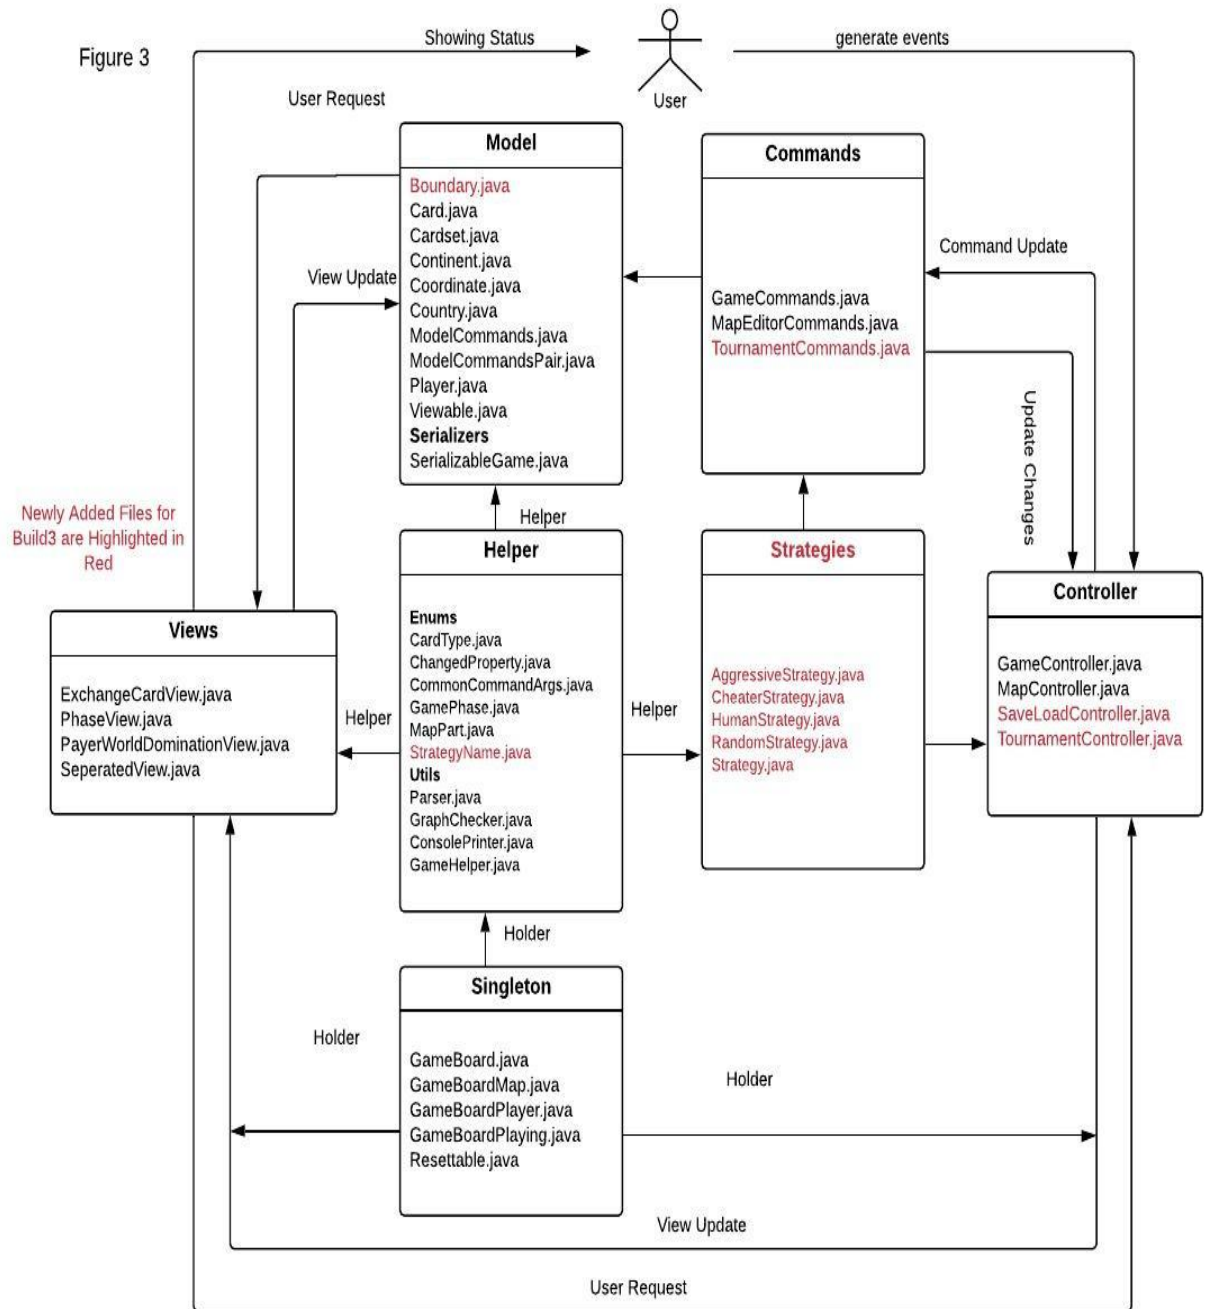 Figure 3
Showing Status
generate events
User
User Request
Model
Boundary.java
Card.java
Cardset.java
Continent.java
Coordinate.java
Country.java
ModelCommands.java
ModelCommandsPair.java
Player.java
Viewable.java
Serializers
SerializableGame.java
Commands
GameCommands.java
MapEditorCommands.java
TournamentCommands.java
Command Update
View Update
Update Changes
Newly Added Files for
Build3 are Highlighted in
Red
Helper
Helper
Enums
CardType.java
ChangedProperty.java
CommonCommandArgs.java
GamePhase.java
MapPart.java
StrategyName.java
Utils
Parser.java
GraphChecker.java
ConsolePrinter.java
GameHelper.java
Strategies
AggressiveStrategy.java
CheaterStrategy.java
HumanStrategy.java
RandomStrategy.java
Strategy.java
Controller
GameController.java
MapController.java
SaveLoadController.java
TournamentController.java
Views
ExchangeCardView.java
PhaseView.java
PayerWorldDominationView.java
SeperatedView.java
Helper
Helper
Holder
Singleton
GameBoard.java
GameBoardMap.java
GameBoardPlayer.java
GameBoardPlaying.java
Resettable.java
Holder
Holder
View Update
User Request